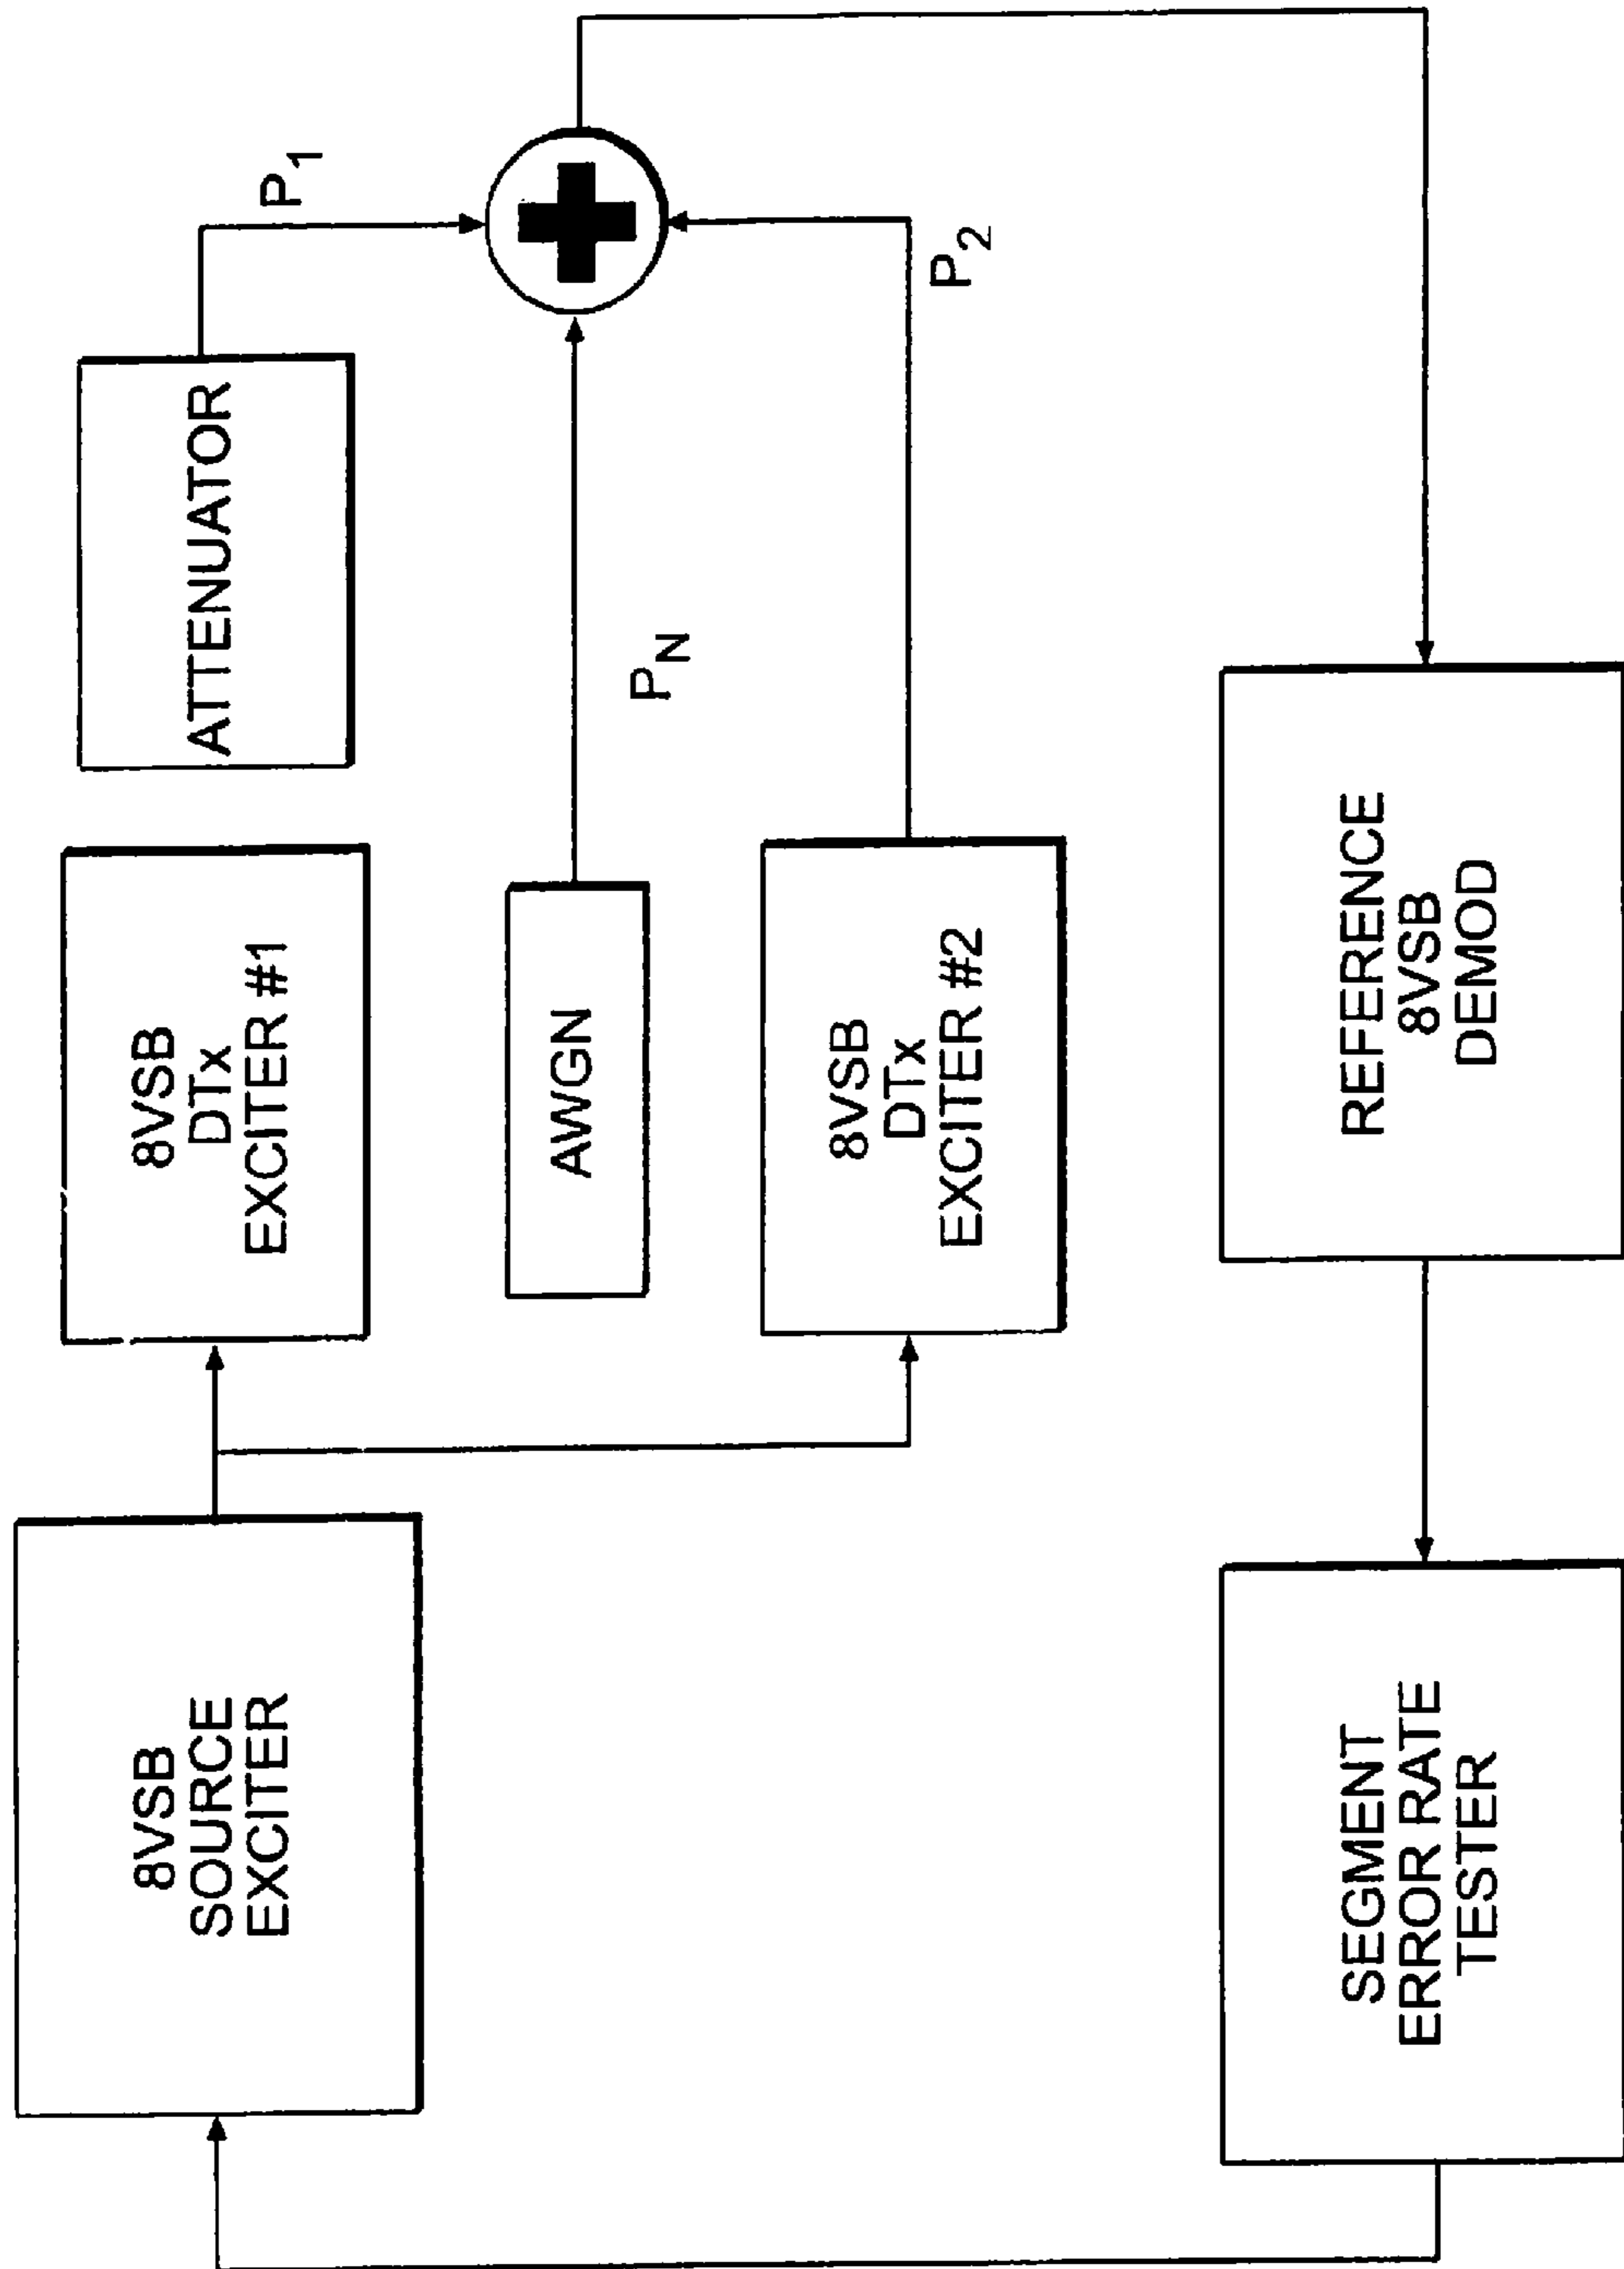 8VSB
SOURCE
EXCITER
8VSB
DTx
EXCITER #1
ATTENUATOR
P1
AWGN
PN
8VSB
DTx
EXCITER #2
P2
SEGMENT
ERROR RATE
TESTER
REFERENCE
8VSB
DEMOD